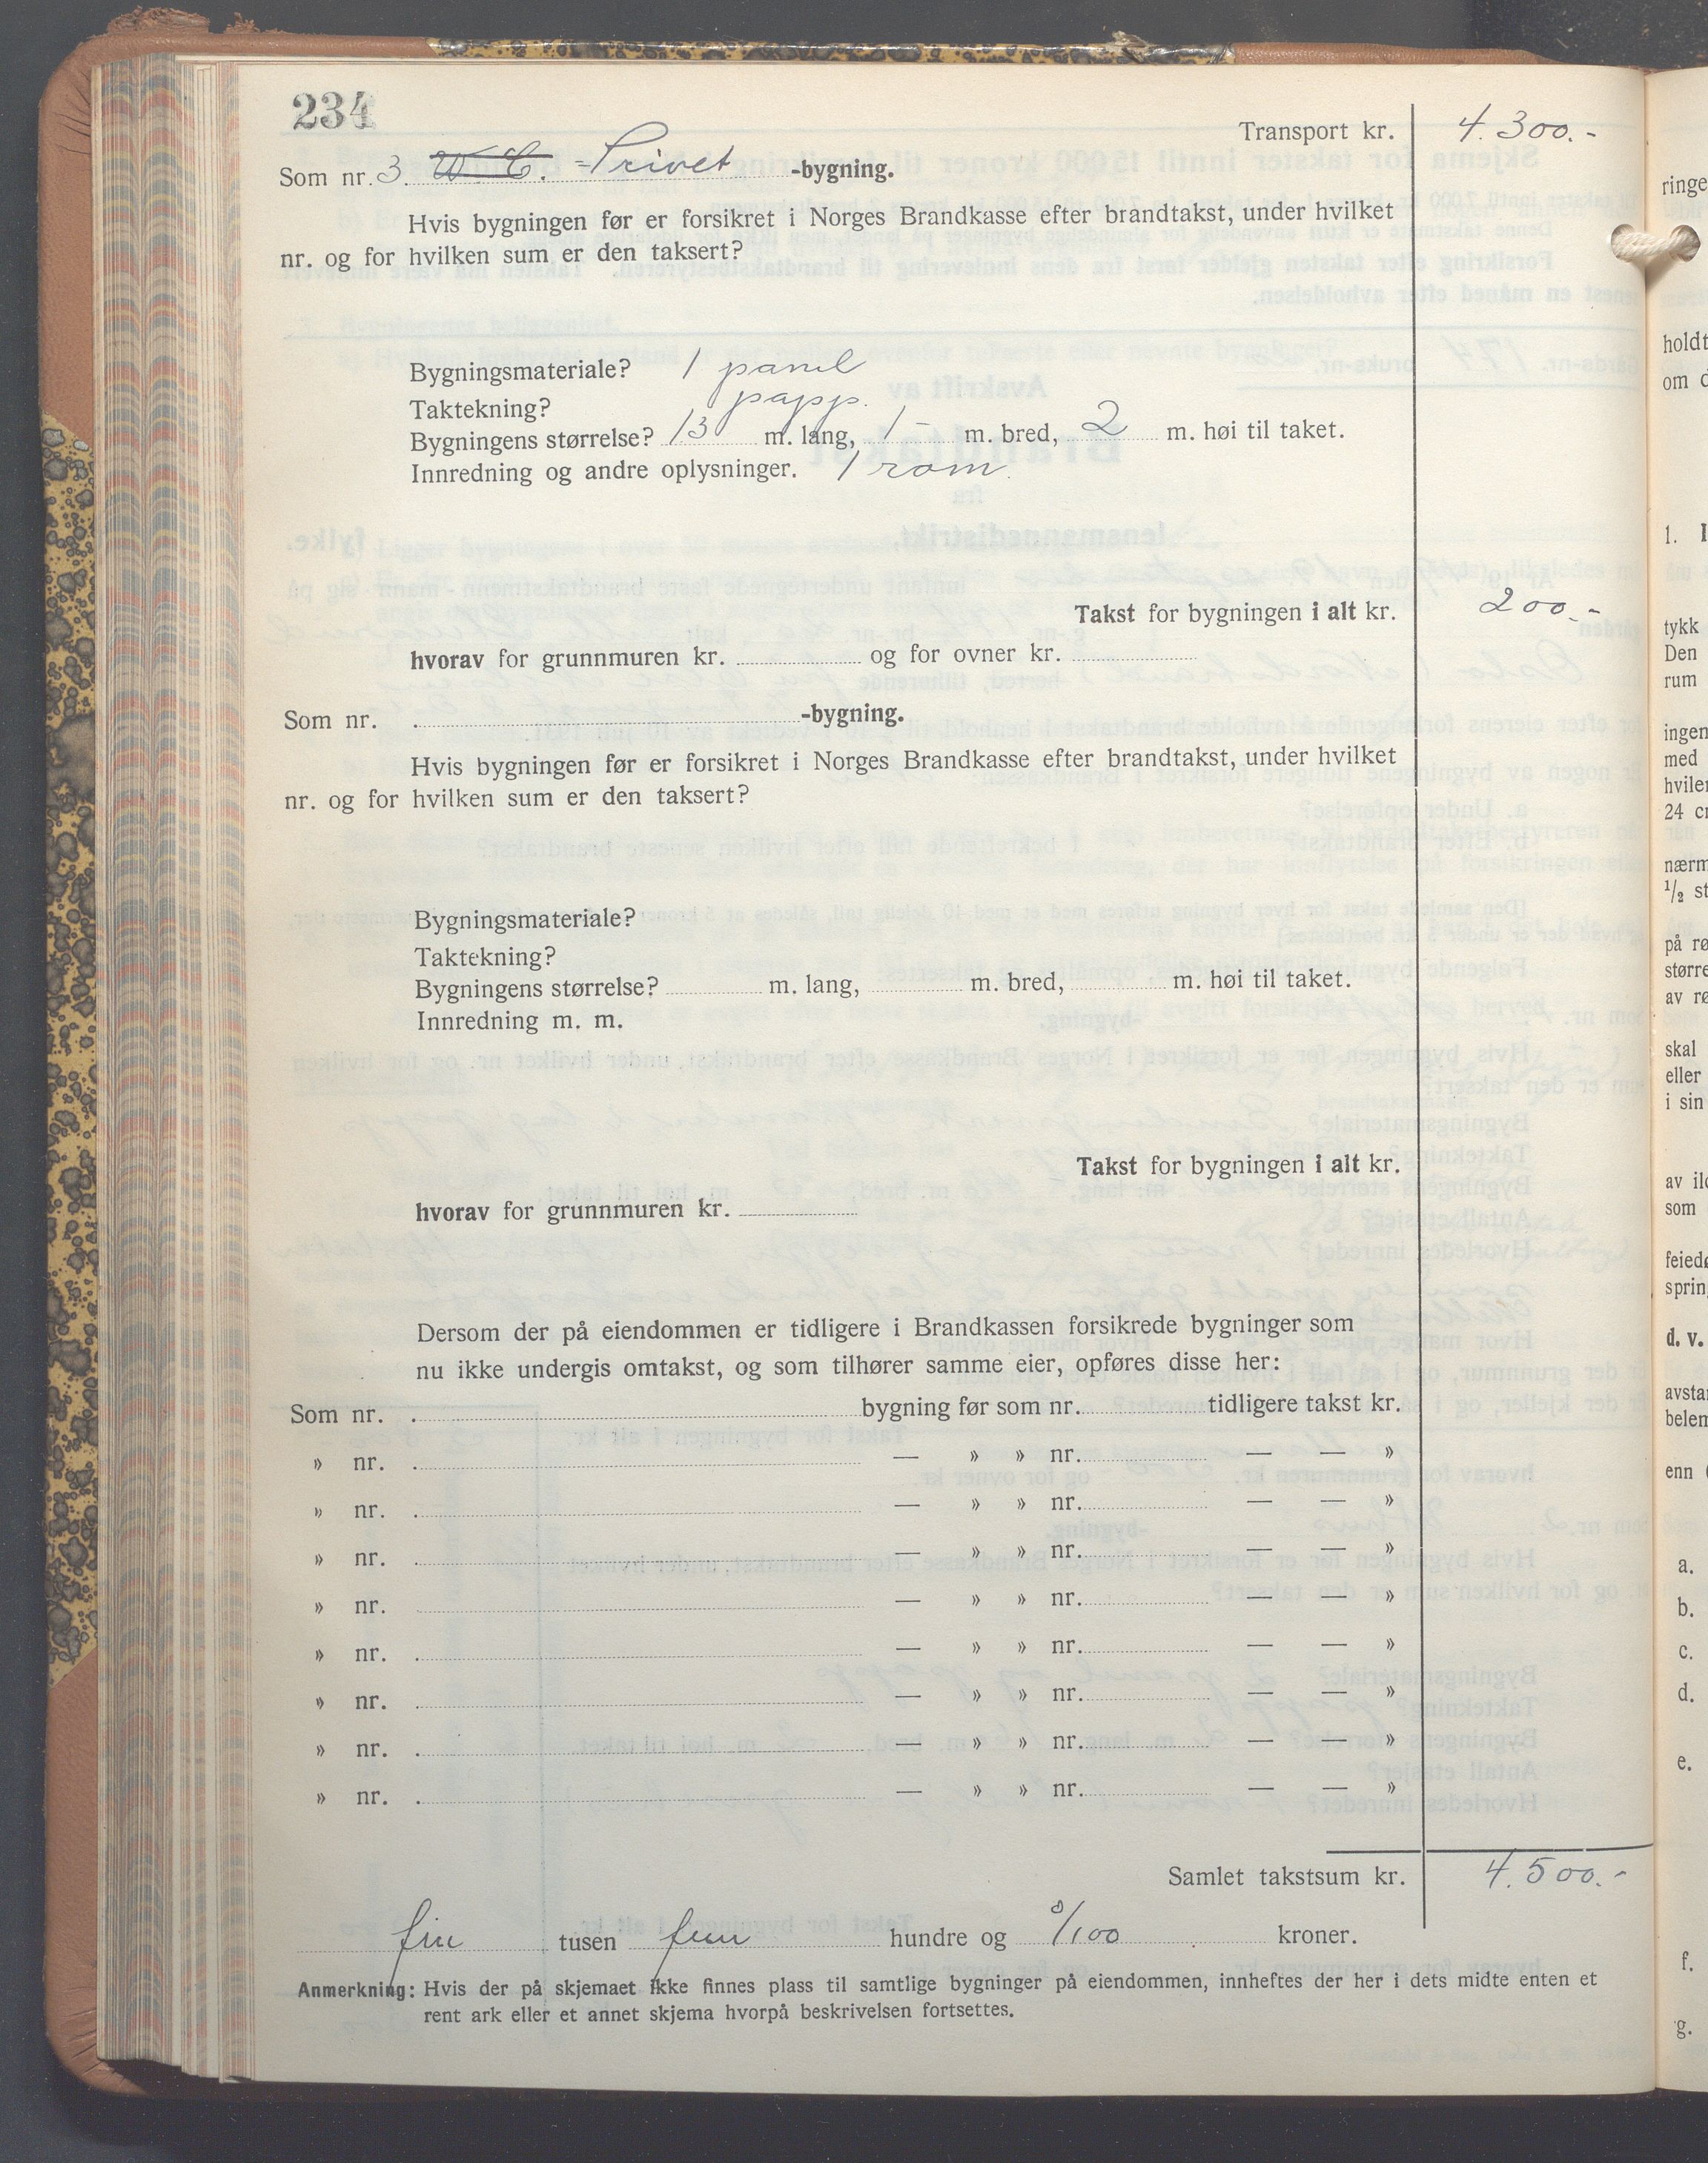 234
Transport kr. 4.300.-
Som nr. 3. W.C. - Privet -bygning.
Hvis bygningen før er forsikret i Norges Brandkasse efter brandtakst, under hvilket
nr. og for hvilken sum er den taksert?
Bygningsmateriale? 1 panel
Taktekning? papp.
Bygningens størrelse? 13 m. lang, 1 - m. bred, 2 m. høi til taket.
Innredning og andre oplysninger. 1 rom.
Takst for bygningen i alt kr. 200.-
hvorav for grunnmuren kr. og for ovner kr.
Som nr. -bygning.
Hvis bygningen før er forsikret i Norges Brandkasse efter brandtakst, under hvilket
nr. og for hvilken sum er den taksert?
Bygningsmateriale?
Taktekning?
Bygningens størrelse? m. lang, m. bred, m. høi til taket.
Innredning m. m.
Takst for bygningen i alt kr.
hvorav for grunnmuren kr.
Dersom der på eiendommen er tidligere i Brandkassen forsikrede bygninger som
nu ikke undergis omtakst, og som tilhører samme eier, opføres disse her:
Som nr. . bygning før som nr. tidligere takst kr.
» nr. . — » » nr. — — »
» nr. . — » » nr. — — »
» nr. . — » » nr. — — »
» nr. — » » nr. — — »
» nr. . — » » nr. — — »
» nr. . — » » nr. — — »
» nr. . — » » nr. — — »
» nr. . — » » nr. — — »
Samlet takstsum kr. 4.500.-
fire tusen fem hundre og 0/100 kroner.
Anmerkning: Hvis der på skjemaet ikke finnes plass til samtlige bygninger på eiendommen, innheftes der her i dets midte enten et
rent ark eller et annet skjema hvorpå beskrivelsen fortsettes.